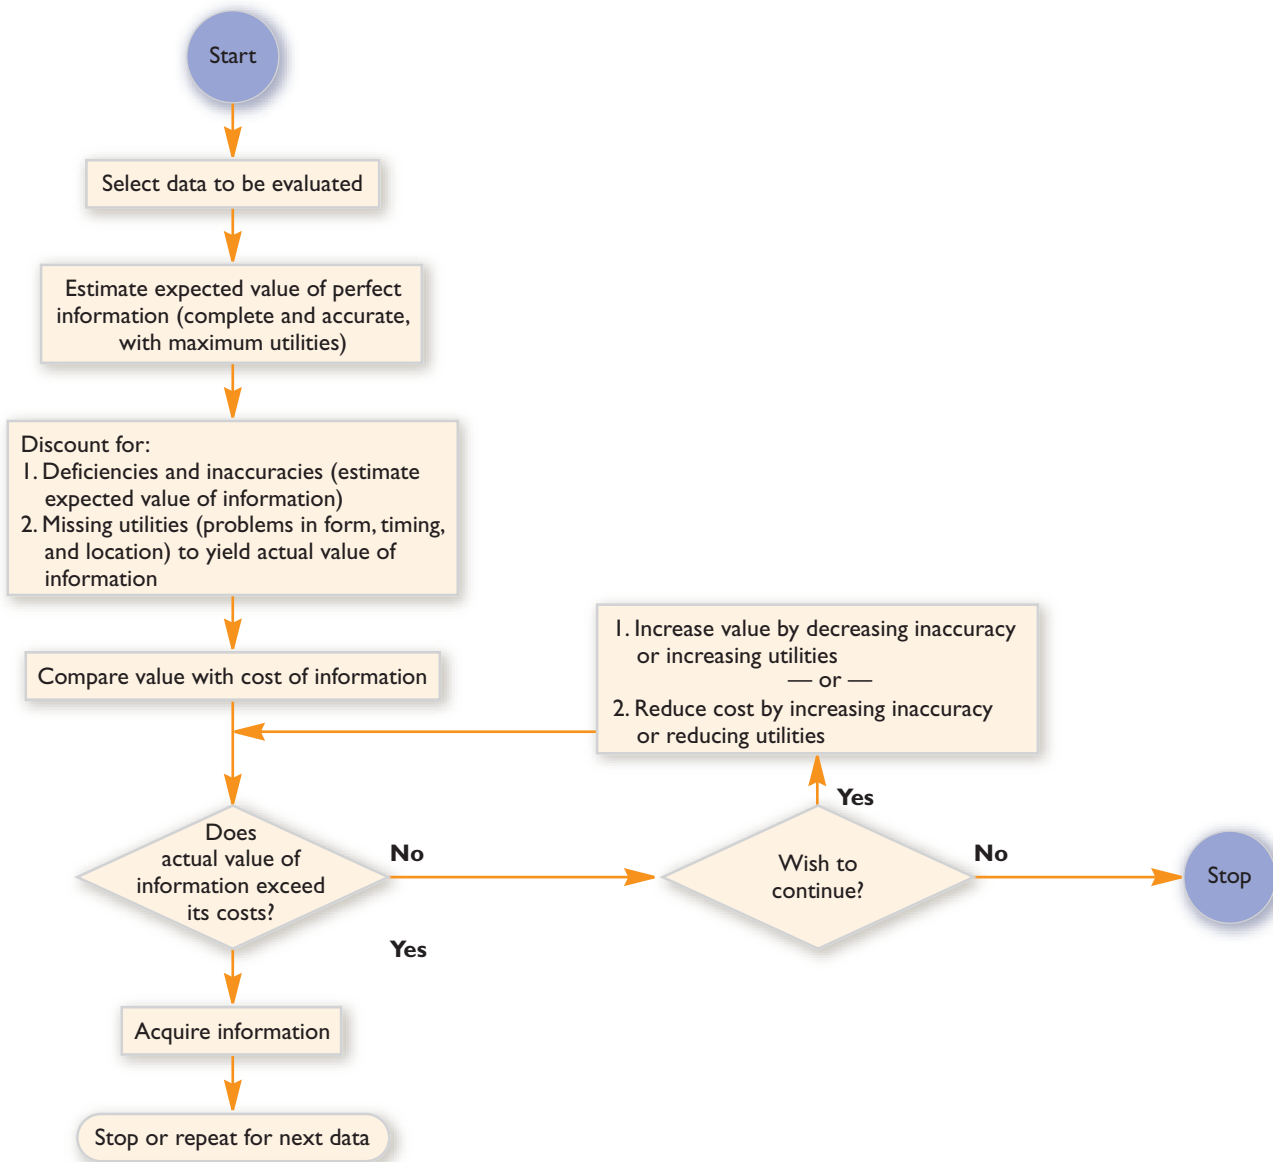 Start
Select data to be evaluated
Estimate expected value of perfect
information (complete and accurate,
with maximum utilities)
Discount for:
1. Deficiencies and inaccuracies (estimate
expected value of information)
2. Missing utilities (problems in form, timing,
and location) to yield actual value of
information
Compare value with cost of information
1. Increase value by decreasing inaccuracy
or increasing utilities
— or —
2. Reduce cost by increasing inaccuracy
or reducing utilities
Yes
Does
actual value of
information exceed
its costs?
No
Wish to
continue?
No
Stop
Yes
Acquire information
Stop or repeat for next data